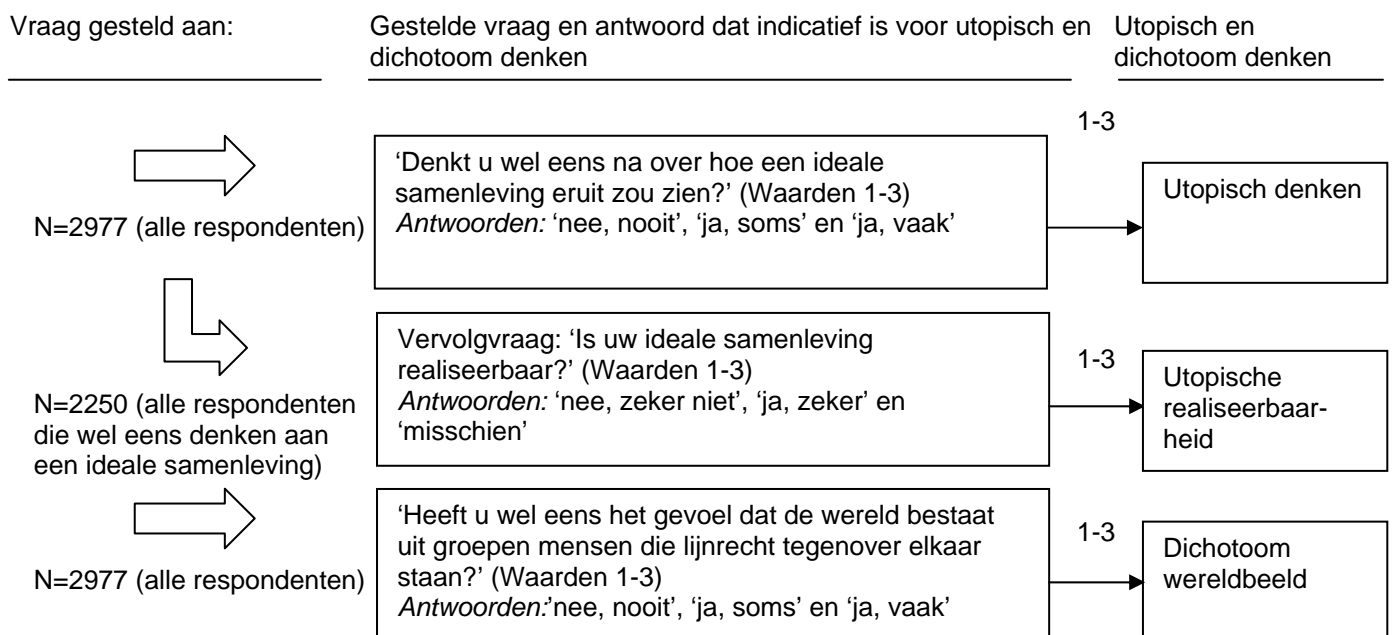 Vraag gesteld aan:
Gestelde vraag en antwoord dat indicatief is voor utopisch en
dichotoom denken
Utopisch en
dichotoom denken
N=2977 (alle respondenten)
‘Denkt u wel eens na over hoe een ideale
samenleving eruit zou zien?’ (Waarden 1-3)
Antwoorden: ‘nee, nooit’, ‘ja, soms’ en ‘ja, vaak’
1-3
Utopisch denken
N=2250 (alle respondenten
die wel eens denken aan
een ideale samenleving)
Vervolgvraag: ‘Is uw ideale samenleving
realiseerbaar?’ (Waarden 1-3)
Antwoorden: ‘nee, zeker niet’, ‘ja, zeker’ en
‘misschien’
1-3
Utopische
realiseerbaar-
heid
N=2977 (alle respondenten)
‘Heeft u wel eens het gevoel dat de wereld bestaat
uit groepen mensen die lijnrecht tegenover elkaar
staan?’ (Waarden 1-3)
Antwoorden:’nee, nooit’, ‘ja, soms’ en ‘ja, vaak’
1-3
Dichotoom
wereldbeeld